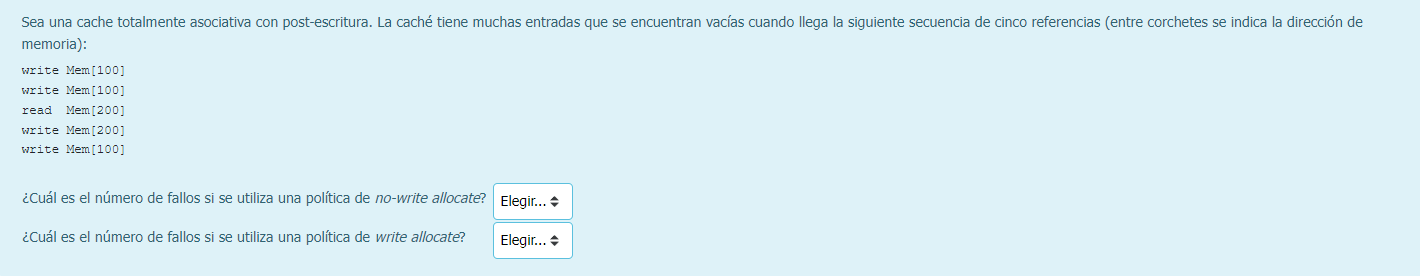 Sea una cache totalmente asociativa con post-escritura. La caché tiene muchas entradas que se encuentran vacías cuando llega la siguiente secuencia de cinco referencias (entre corchetes se indica la dirección de
memoria):
write Mem[100]
write Mem[100]
read  Mem[200]
write Mem[200]
write Mem[100]
¿Cuál es el número de fallos si se utiliza una política de no-write allocate? Elegir...
¿Cuál es el número de fallos si se utiliza una política de write allocate? Elegir...